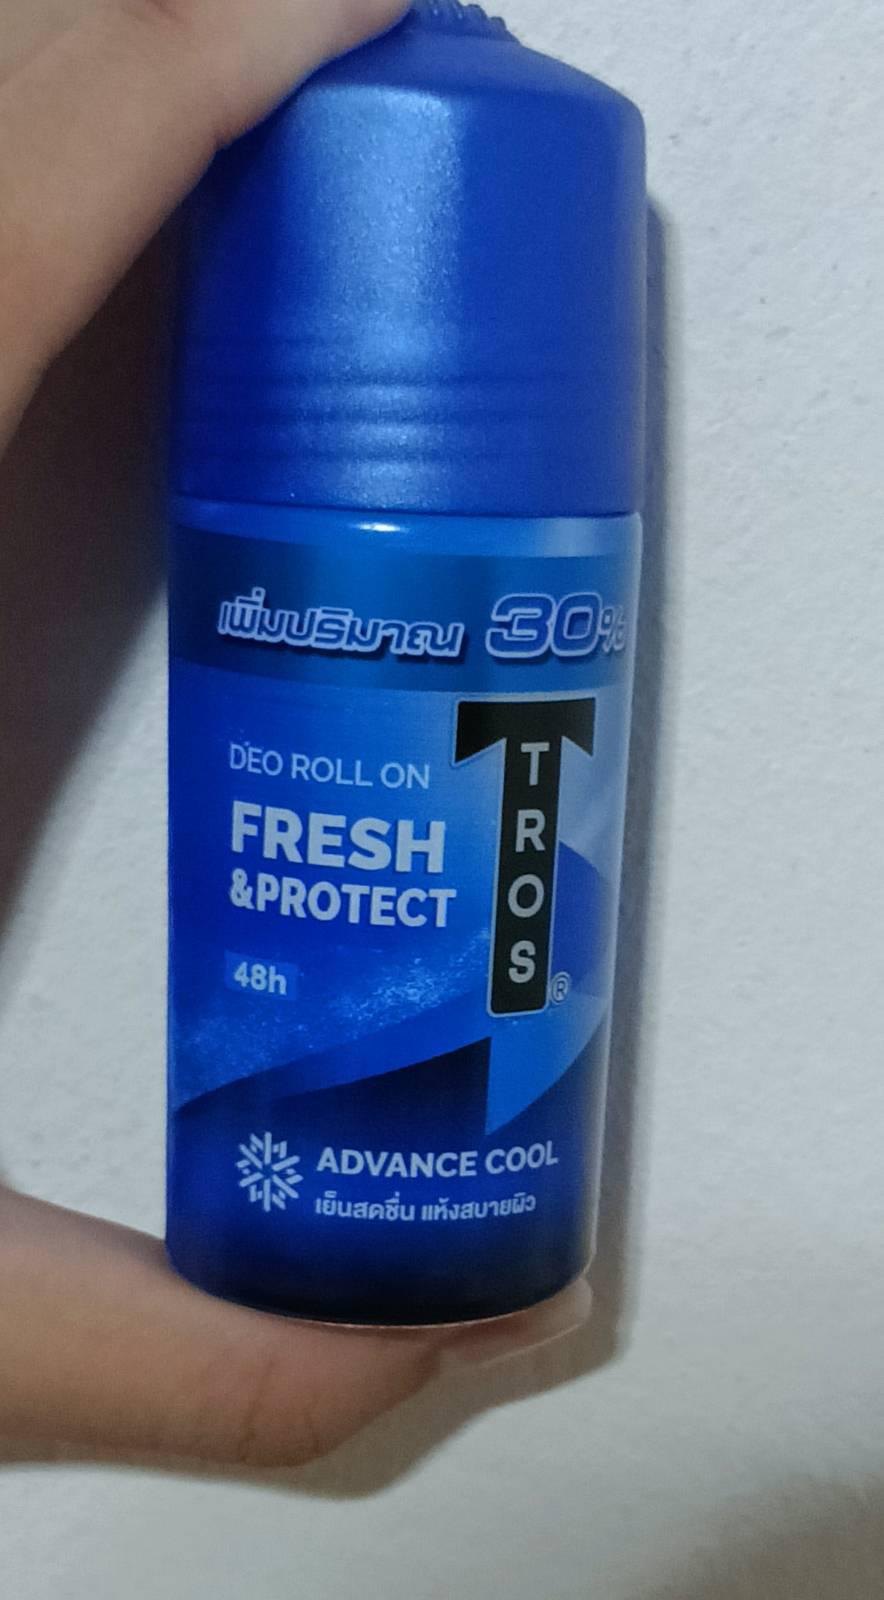 เพิ่มปริมาณ 30%
DEO ROLL ON
FRESH
&PROTECT
48h
TROS®
ADVANCE COOL
เย็นสดชื่น แห้งสบายผิว